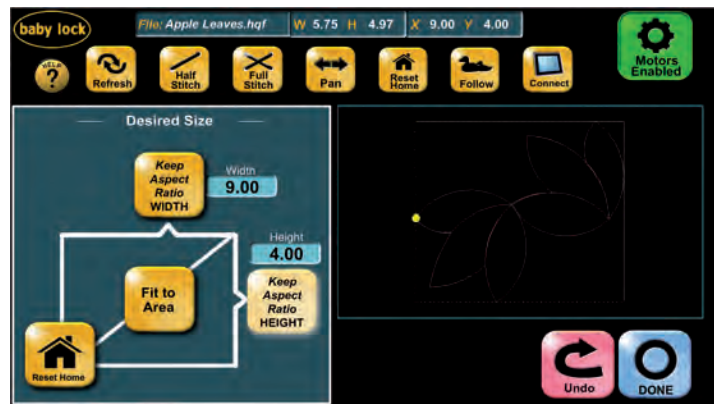 baby lock
File: Apple Leaves.hqf W 5.75 H 4.97 X 9.00 Y 4.00
HELP
?
Refresh
Half
Stitch
Full
Stitch
Pan
Reset
Home
Follow
Connect
Motors
Enabled
Desired Size
Keep
Aspect
Ratio
WIDTH
Width
9.00
Height
4.00
Keep
Aspect
Ratio
HEIGHT
Fit to
Area
Reset Home
Undo
DONE